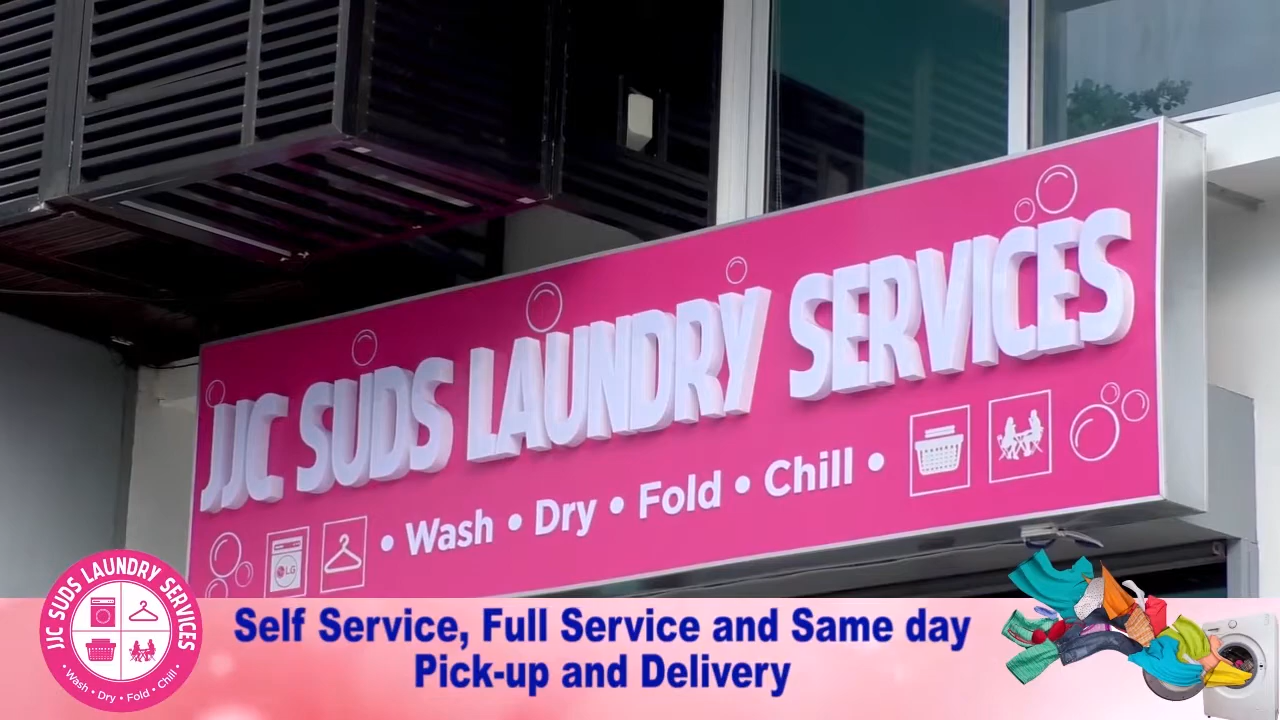 JJC SUDS LAUNDRY SERVICES
• Wash • Dry • Fold • Chill •
LG
JJC SUDS LAUNDRY SERVICES
• Wash • Dry • Fold • Chill •
Self Service, Full Service and Same day
Pick-up and Delivery